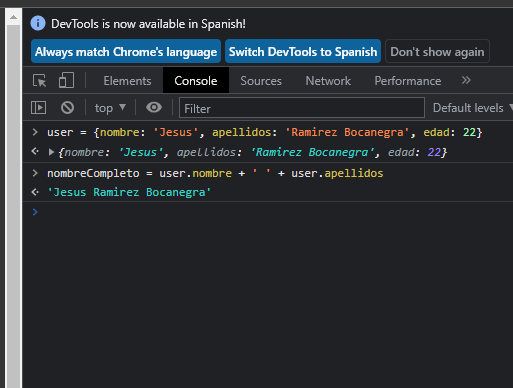 DevTools is now available in Spanish!
Always match Chrome's language Switch DevTools to Spanish Don't show again
Elements Console Sources Network Performance »
top ▼ Filter Default levels ▼
> user = {nombre: 'Jesus', apellidos: 'Ramirez Bocanegra', edad: 22}
<· ▶ {nombre: 'Jesus', apellidos: 'Ramirez Bocanegra', edad: 22}
> nombreCompleto = user.nombre + ' ' + user.apellidos
<· 'Jesus Ramirez Bocanegra'
>